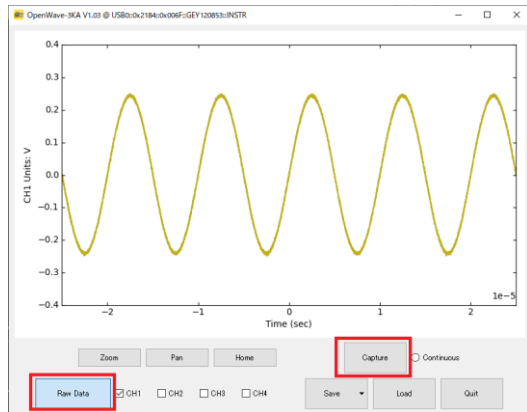 OpenWave-3KA V1.03 @ USB0::0x2184::0x006F::GEY120853::INSTR
0.4
0.3
0.2
0.1
0.0
−0.1
−0.2
−0.3
−0.4
CH1 Units: V
1e−5
−2 −1 0 1 2
Time (sec)
Zoom Pan Home Capture Continuous
Raw Data CH1 CH2 CH3 CH4 Save Load Quit